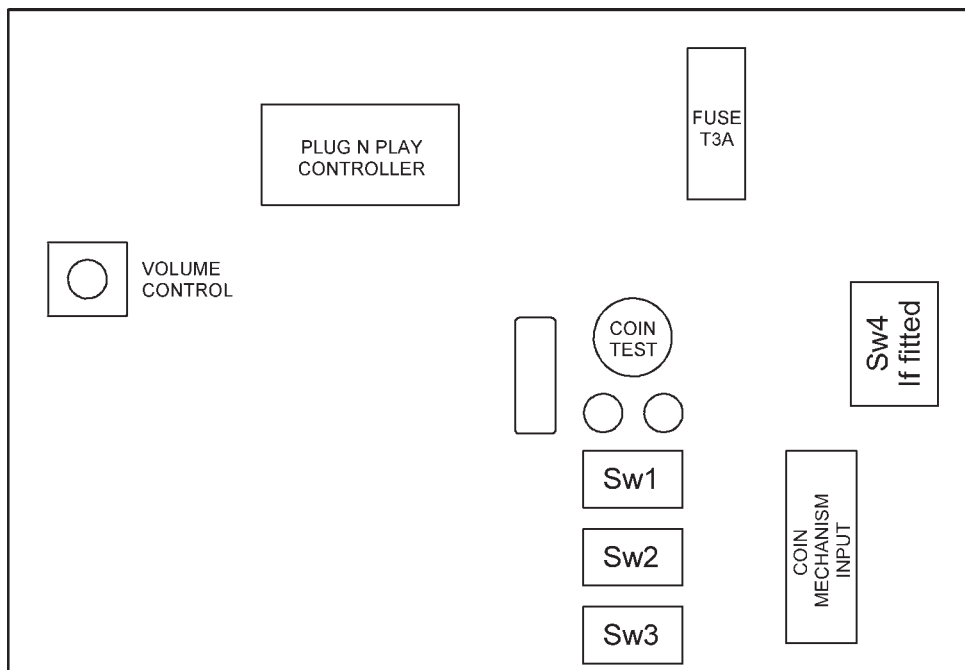 FUSE
T3A
PLUG N PLAY
CONTROLLER
VOLUME
CONTROL
COIN
TEST
Sw4
If fitted
Sw1
Sw2
Sw3
COIN
MECHANISM
INPUT